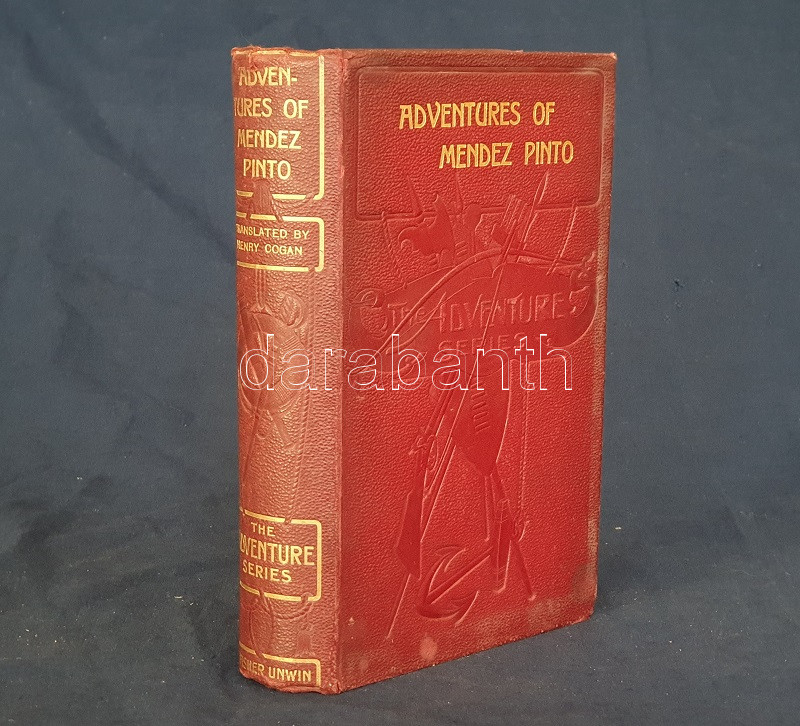 ADVEN-
TURES OF
MENDEZ
PINTO
TRANSLATED BY
HENRY COGAN
THE
ADVENTURE
SERIES
FISHER UNWIN
ADVENTURES OF
MENDEZ PINTO
THE ADVENTURE
SERIES
darabanth